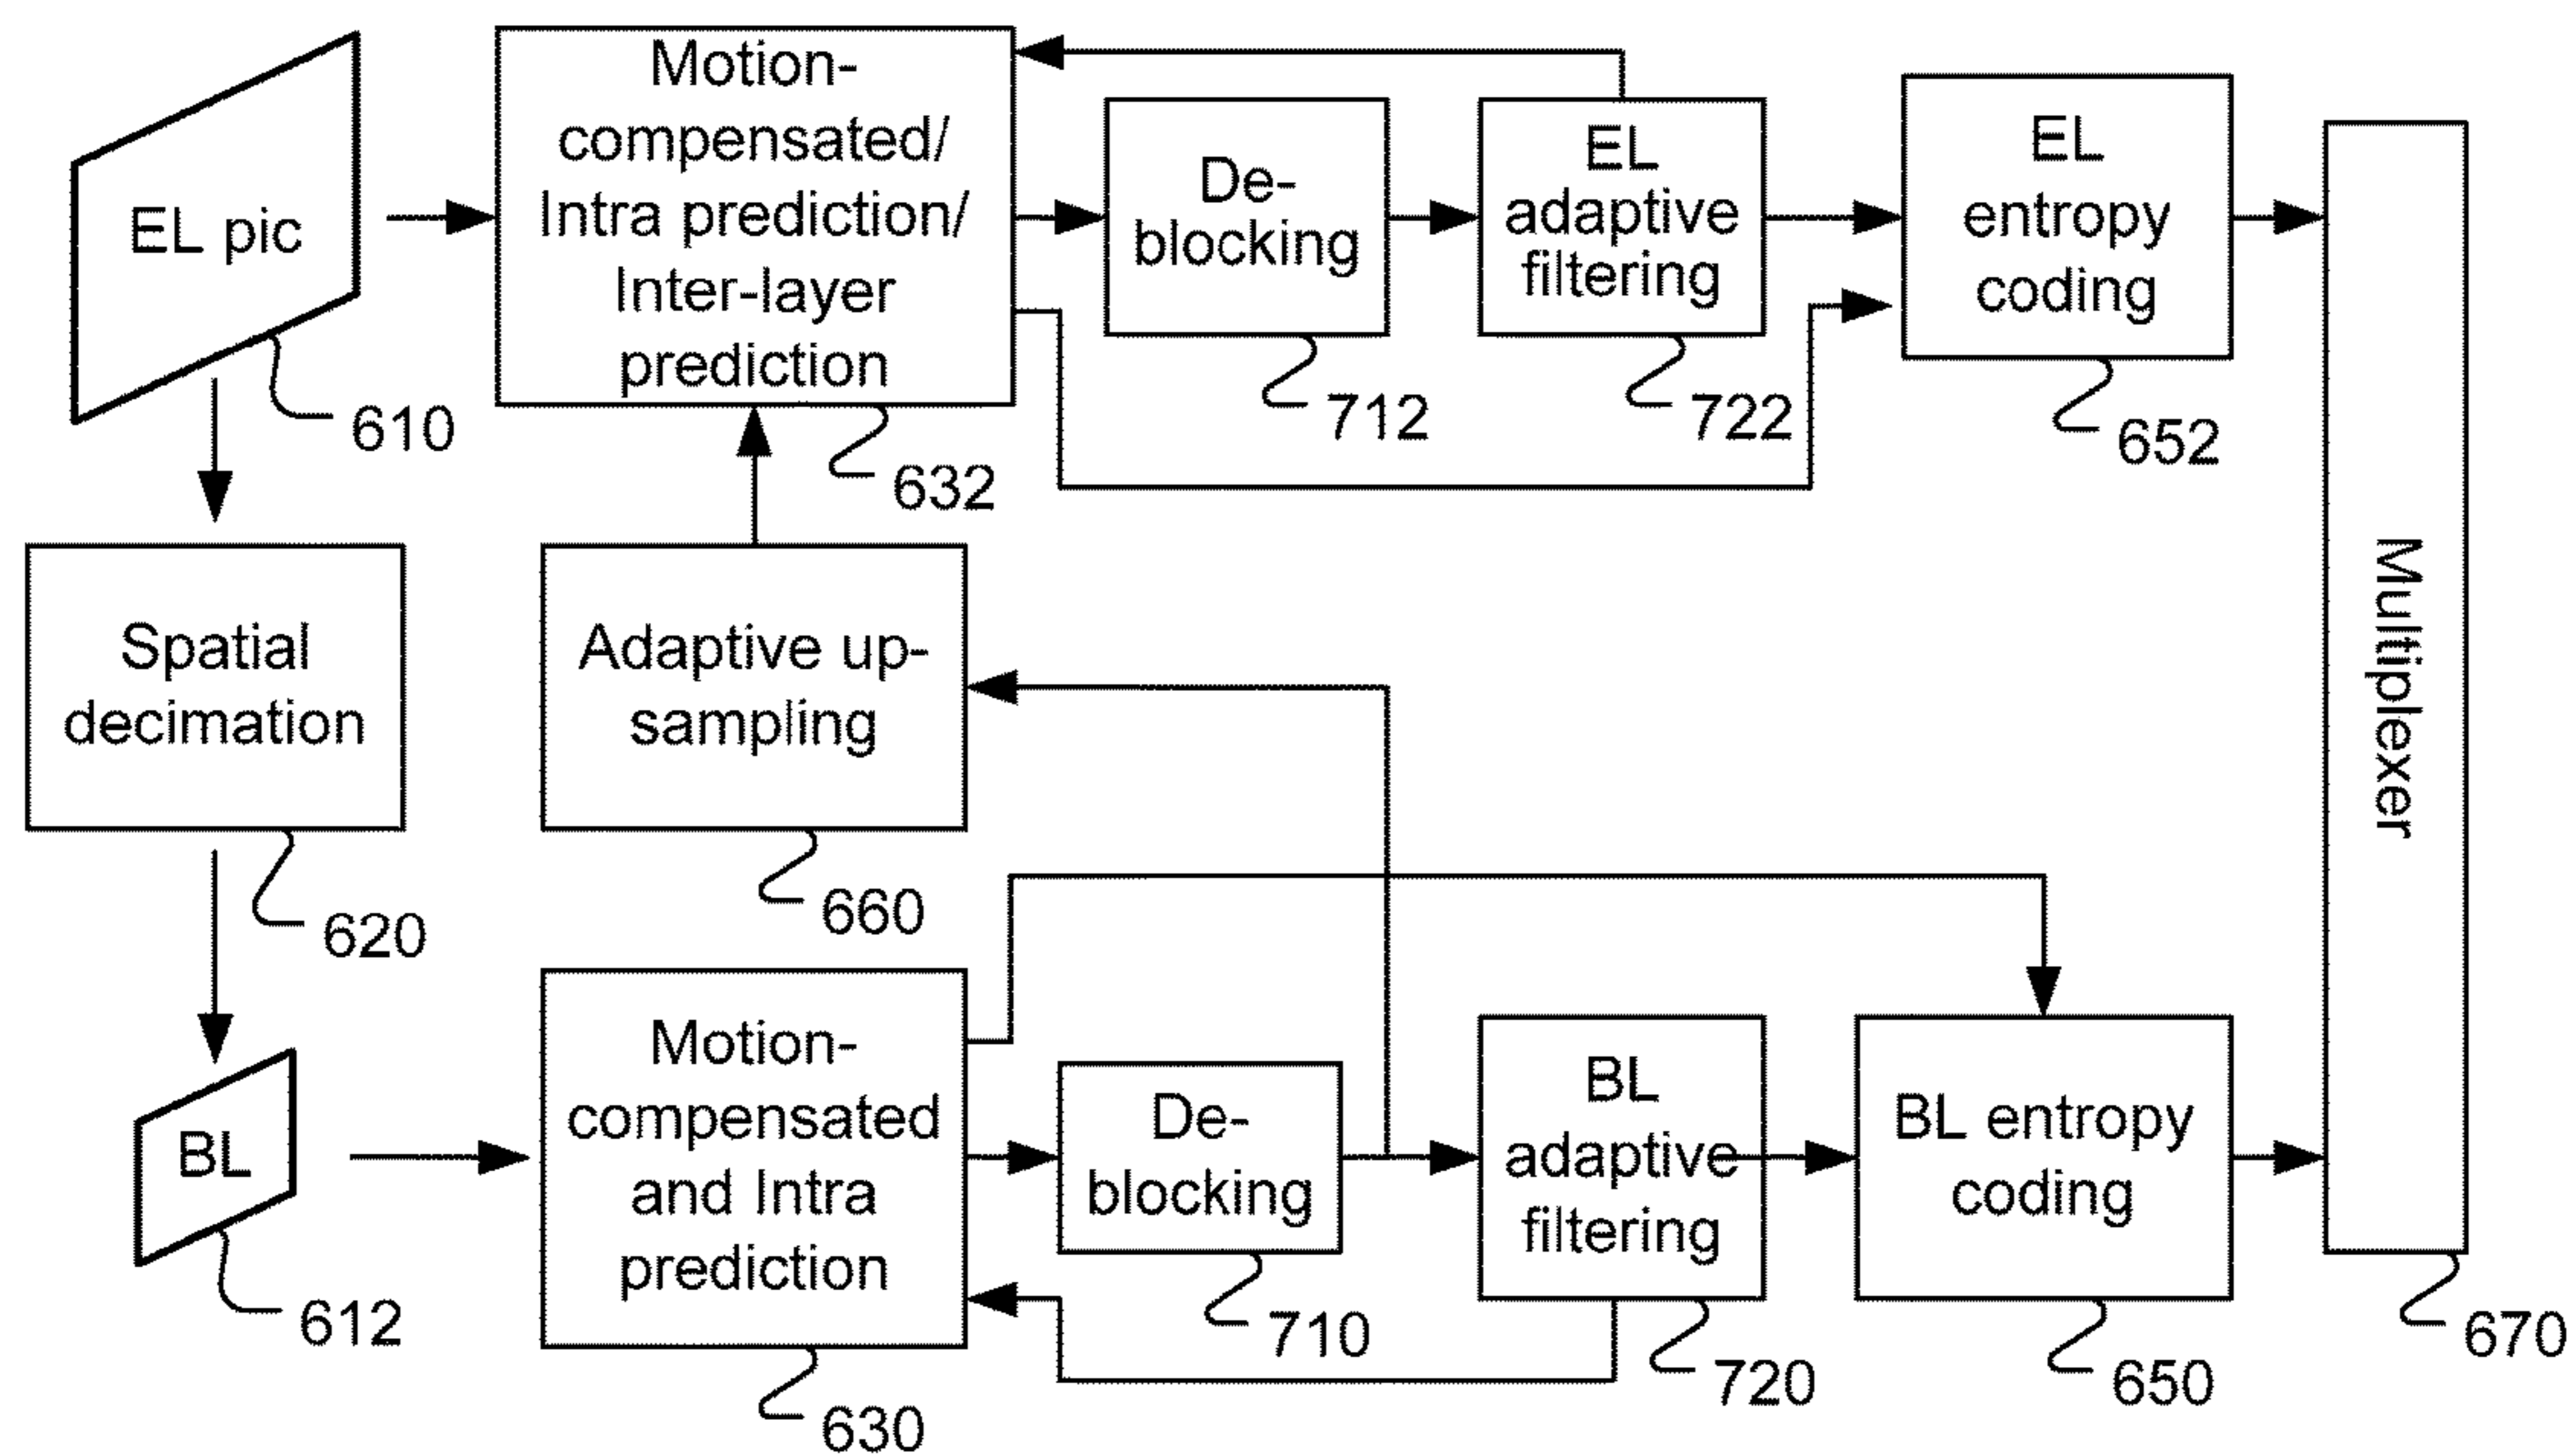 EL pic
610
Motion-
compensated/
Intra prediction/
Inter-layer
prediction
632
De-
blocking
712
EL
adaptive
filtering
722
EL
entropy
coding
652
Multiplexer
670
Spatial
decimation
620
Adaptive up-
sampling
660
BL
612
Motion-
compensated
and Intra
prediction
630
De-
blocking
710
BL
adaptive
filtering
720
BL entropy
coding
650